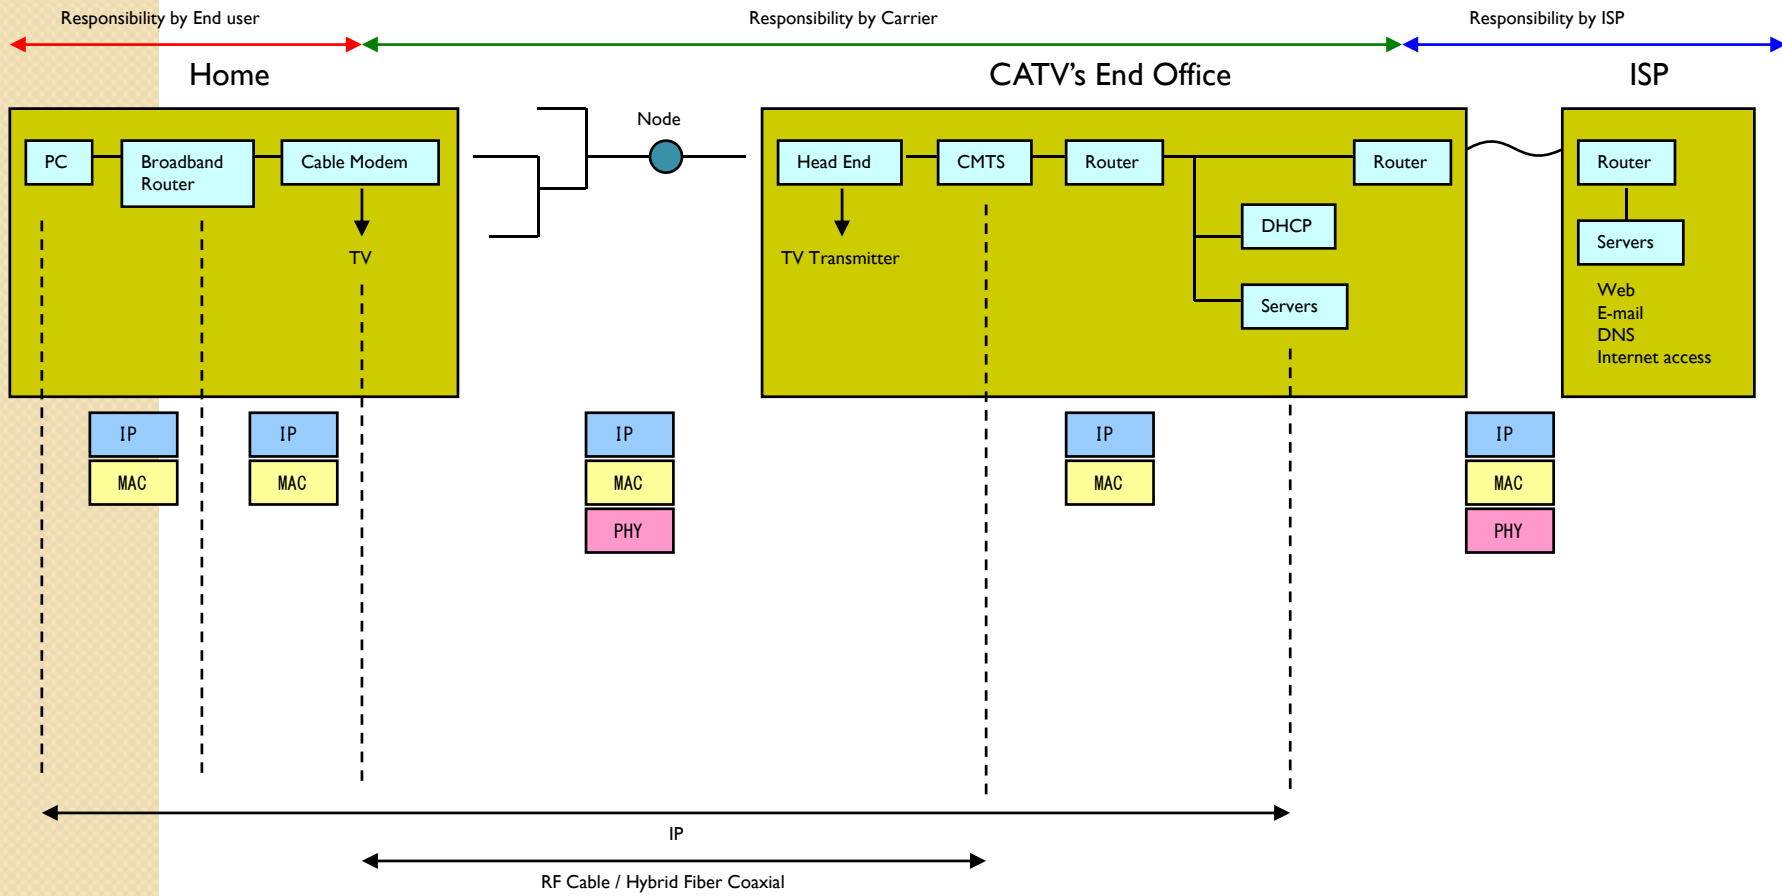 Responsibility by End user
Responsibility by Carrier
Responsibility by ISP
Home
CATV's End Office
ISP
Node
PC
Broadband
Router
Cable Modem
Head End
CMTS
Router
Router
Router
DHCP
Servers
TV
TV Transmitter
Servers
Web
E-mail
DNS
Internet access
IP
IP
IP
IP
IP
MAC
MAC
MAC
MAC
MAC
PHY
PHY
IP
RF Cable / Hybrid Fiber Coaxial